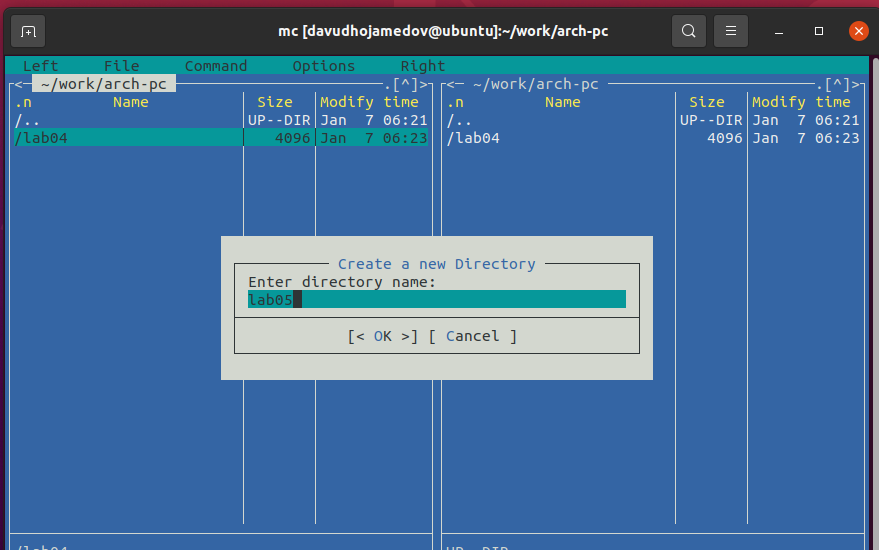 mc [davudhojamedov@ubuntu]:~/work/arch-pc
Left File Command Options Right
<─ ~/work/arch-pc ─.[^]>
.n Name Size Modify time
/.. UP--DIR Jan 7 06:21
/lab04 4096 Jan 7 06:23
<─ ~/work/arch-pc ─.[^]>
.n Name Size Modify time
/.. UP--DIR Jan 7 06:21
/lab04 4096 Jan 7 06:23
Create a new Directory
Enter directory name:
lab05
[< OK >] [ Cancel ]
/lab04
UP--DIR